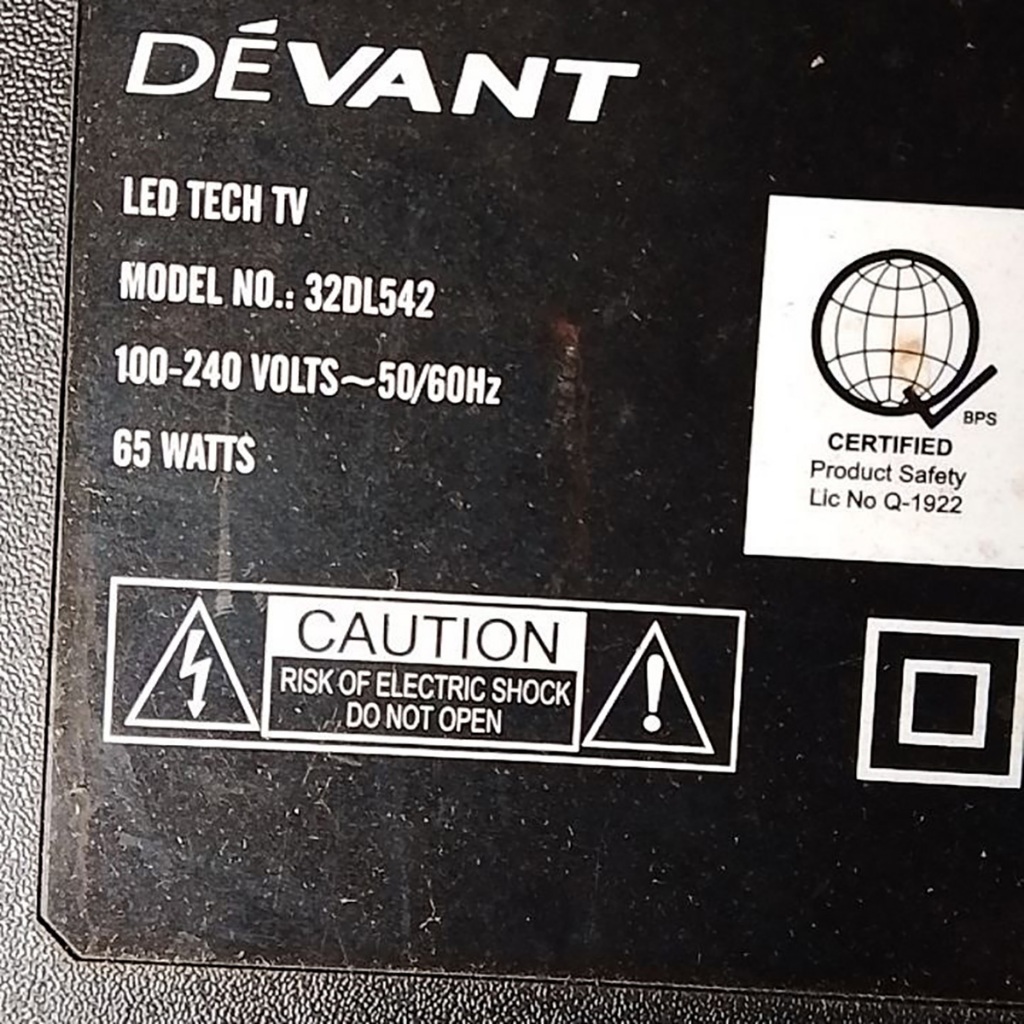 DÉVANT
LED TECH TV
MODEL NO.: 32DL542
100-240 VOLTS~50/60Hz
65 WATTS
BPS
CERTIFIED
Product Safety
Lic No Q-1922
CAUTION
RISK OF ELECTRIC SHOCK
DO NOT OPEN